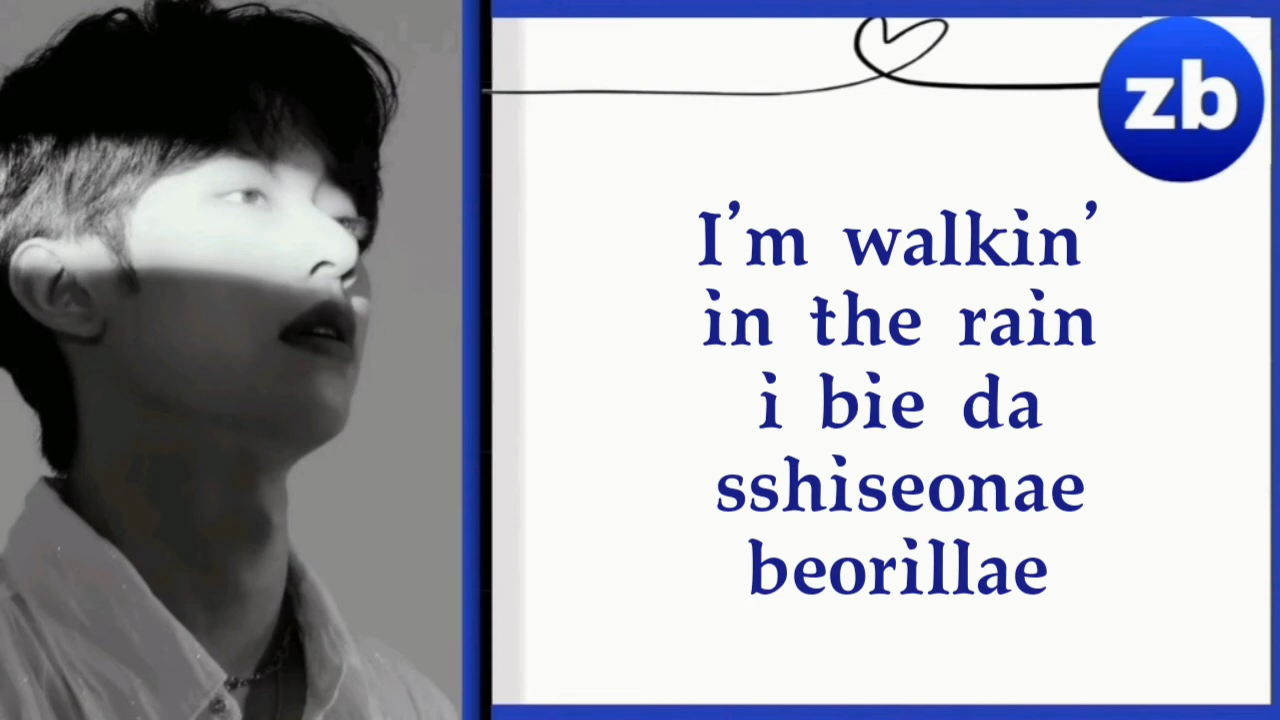 zb
I’m walkin’
in the rain
i bie da
sshiseonae
beorillae